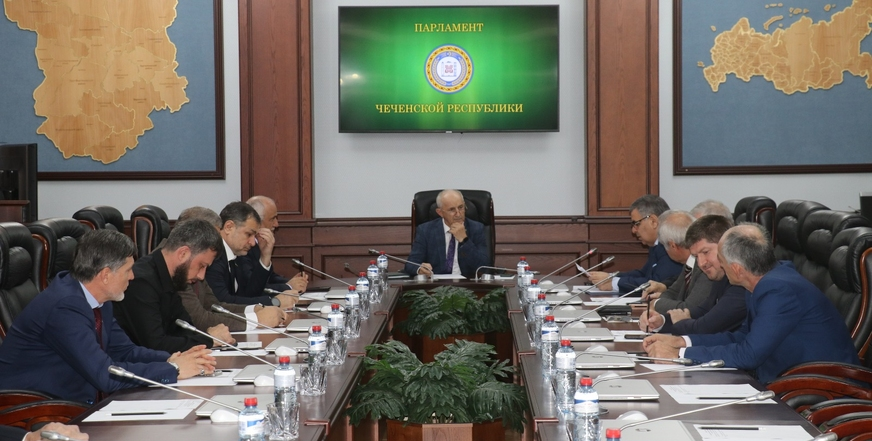 ПАРЛАМЕНТ
ЧЕЧЕНСКОЙ РЕСПУБЛИКИ